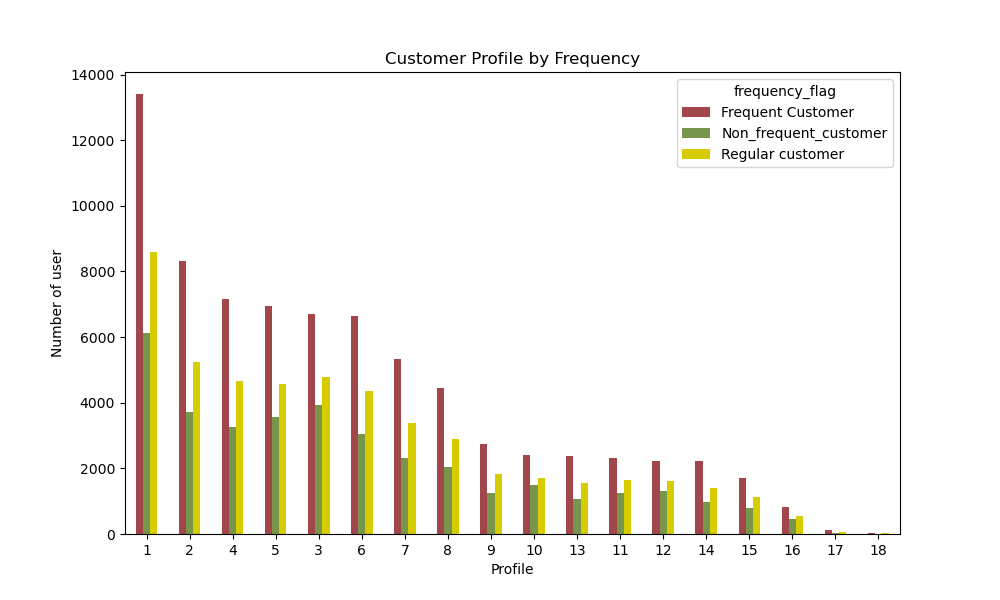 Customer Profile by Frequency
14000
12000
10000
8000
6000
4000
2000
0
Number of user
frequency_flag
Frequent Customer
Non_frequent_customer
Regular customer
1 2 4 5 3 6 7 8 9 10 13 11 12 14 15 16 17 18
Profile